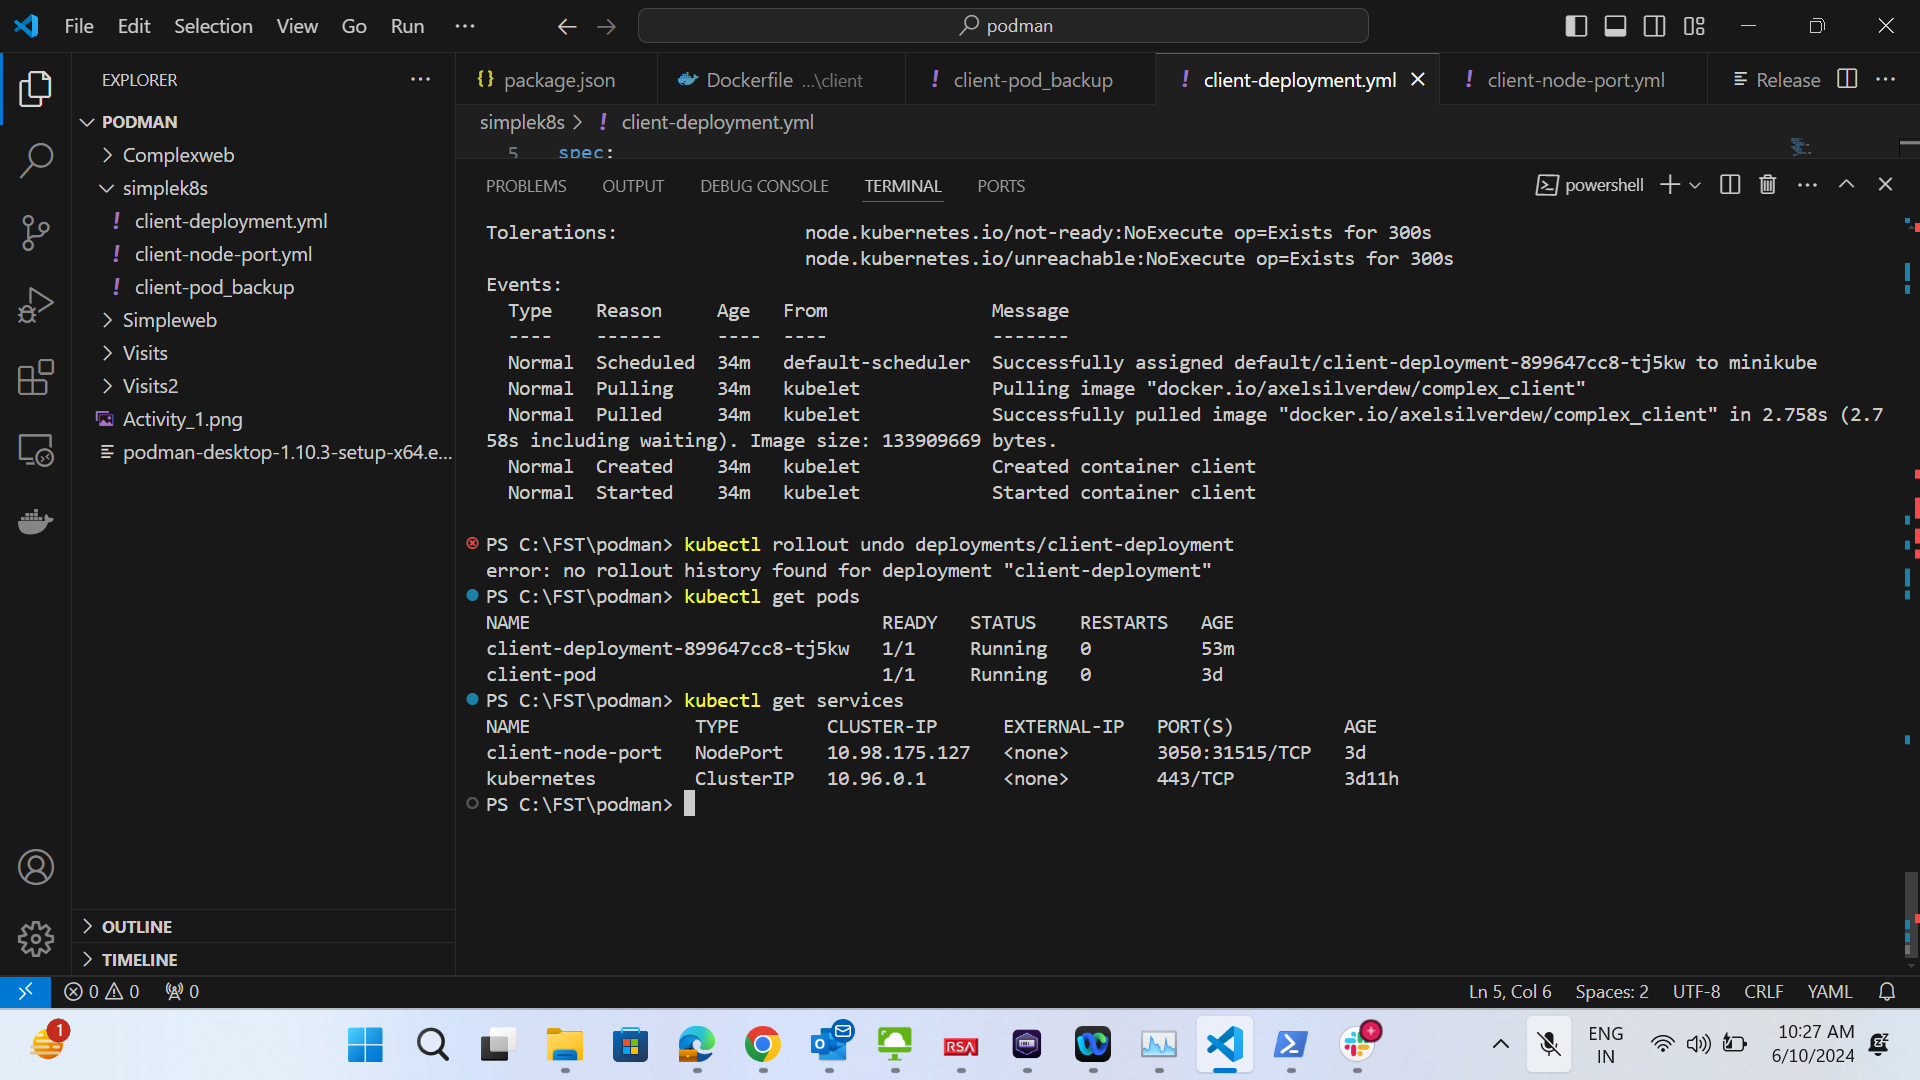 File Edit Selection View Go Run ...
podman
EXPLORER
PODMAN
Complexweb
simplek8s
client-deployment.yml
client-node-port.yml
client-pod_backup
Simpleweb
Visits
Visits2
Activity_1.png
podman-desktop-1.10.3-setup-x64.e...
OUTLINE
TIMELINE
package.json Dockerfile ...\client client-pod_backup client-deployment.yml client-node-port.yml Release
simplek8s > client-deployment.yml
5 spec:
PROBLEMS OUTPUT DEBUG CONSOLE TERMINAL PORTS powershell
Tolerations: node.kubernetes.io/not-ready:NoExecute op=Exists for 300s
node.kubernetes.io/unreachable:NoExecute op=Exists for 300s
Events:
Type Reason Age From Message
---- ------ ---- ---- -------
Normal Scheduled 34m default-scheduler Successfully assigned default/client-deployment-899647cc8-tj5kw to minikube
Normal Pulling 34m kubelet Pulling image "docker.io/axelsilverdew/complex_client"
Normal Pulled 34m kubelet Successfully pulled image "docker.io/axelsilverdew/complex_client" in 2.758s (2.7
58s including waiting). Image size: 133909669 bytes.
Normal Created 34m kubelet Created container client
Normal Started 34m kubelet Started container client
PS C:\FST\podman> kubectl rollout undo deployments/client-deployment
error: no rollout history found for deployment "client-deployment"
PS C:\FST\podman> kubectl get pods
NAME READY STATUS RESTARTS AGE
client-deployment-899647cc8-tj5kw 1/1 Running 0 53m
client-pod 1/1 Running 0 3d
PS C:\FST\podman> kubectl get services
NAME TYPE CLUSTER-IP EXTERNAL-IP PORT(S) AGE
client-node-port NodePort 10.98.175.127 <none> 3050:31515/TCP 3d
kubernetes ClusterIP 10.96.0.1 <none> 443/TCP 3d11h
PS C:\FST\podman>
0 0 0 Ln 5, Col 6 Spaces: 2 UTF-8 CRLF YAML
1
RSA
ENG
IN
10:27 AM
6/10/2024